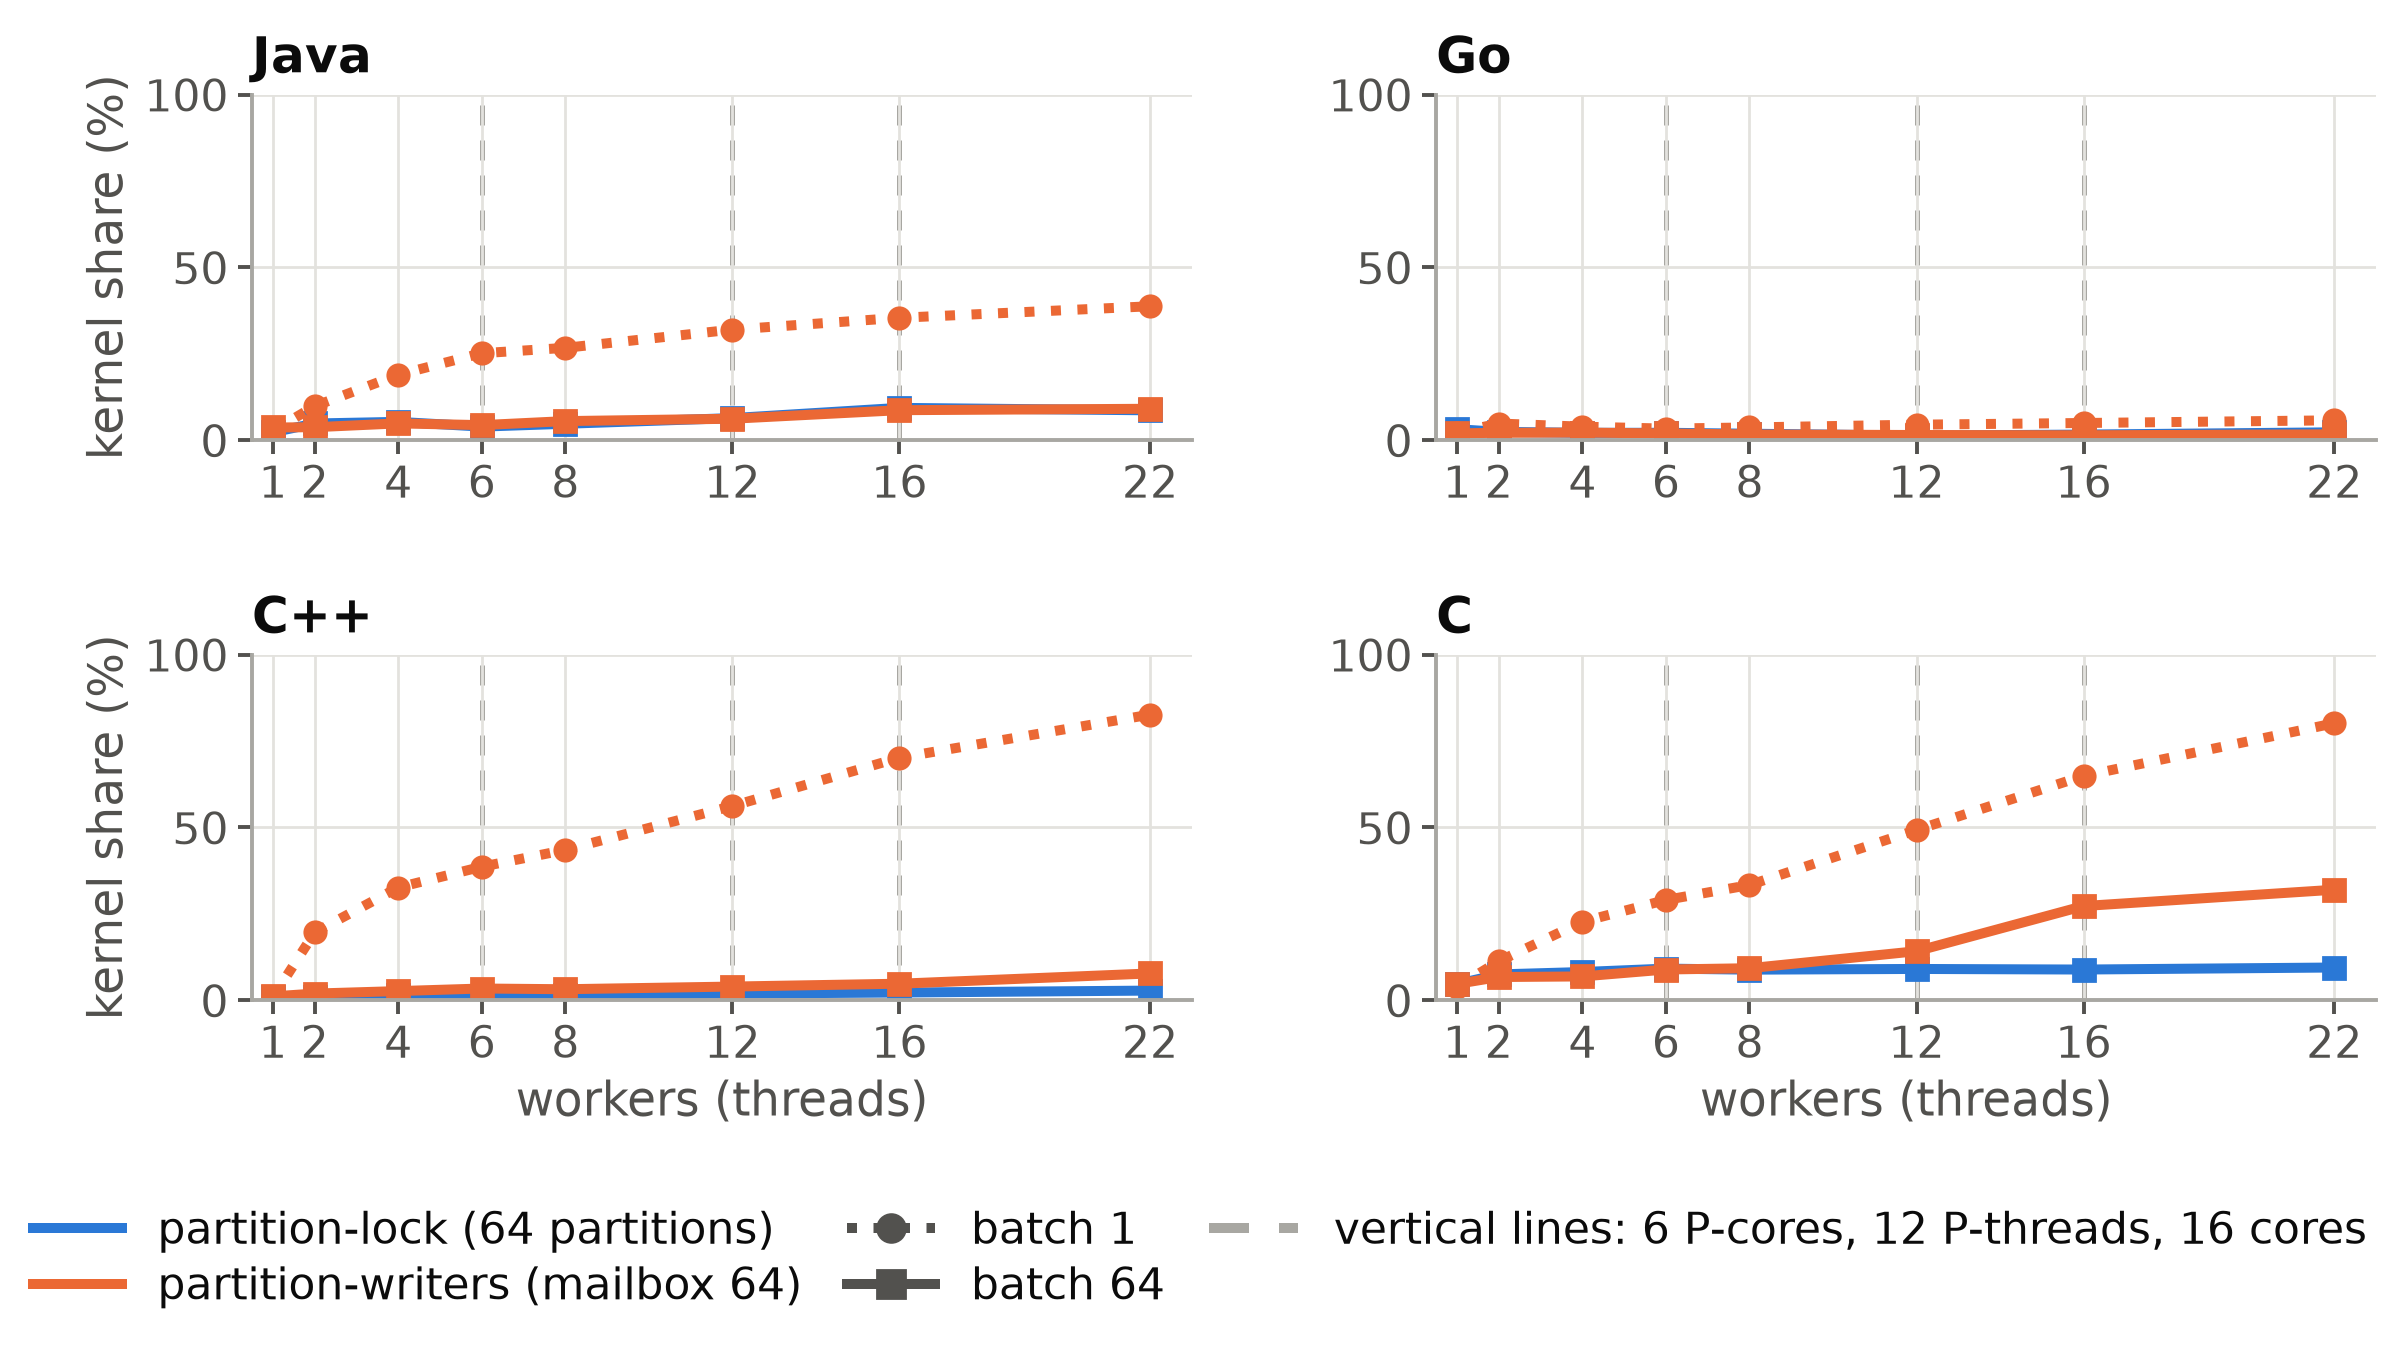 Java
kernel share (%)
100
50
0
1 2 4 6 8 12 16 22
Go
100
50
0
1 2 4 6 8 12 16 22
C++
kernel share (%)
100
50
0
1 2 4 6 8 12 16 22
workers (threads)
C
100
50
0
1 2 4 6 8 12 16 22
workers (threads)
partition-lock (64 partitions)
partition-writers (mailbox 64)
batch 1
batch 64
vertical lines: 6 P-cores, 12 P-threads, 16 cores